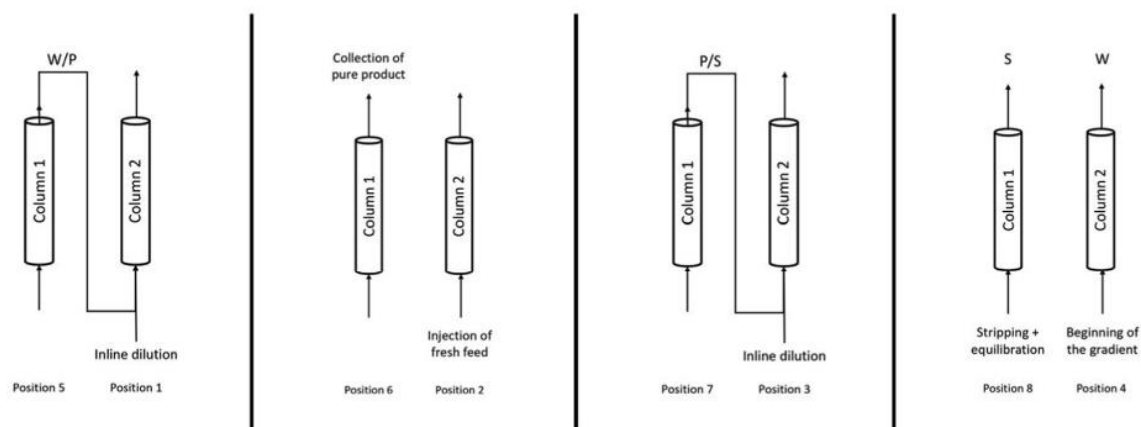 W/P
Column 1
Column 2
Inline dilution
Position 5
Position 1
Collection of
pure product
Column 1
Column 2
Injection of
fresh feed
Position 6
Position 2
P/S
Column 1
Column 2
Inline dilution
Position 7
Position 3
S
W
Column 1
Column 2
Stripping +
equilibration
Beginning of
the gradient
Position 8
Position 4